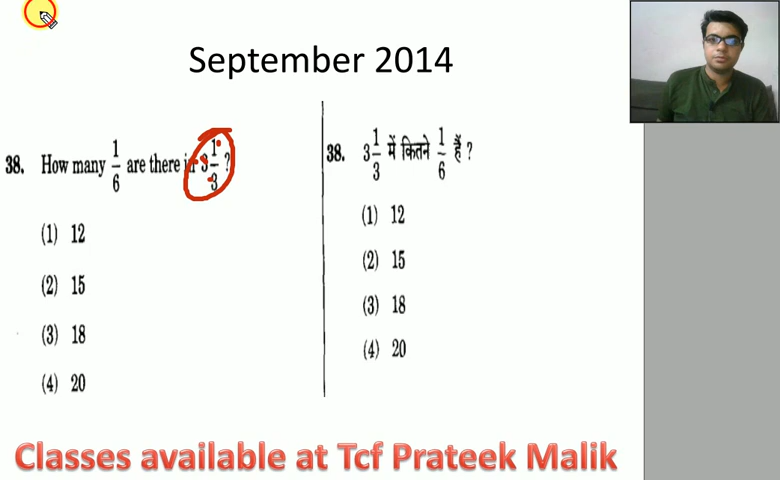 September 2014
38. How many 1/6 are there in 3 1/3 ?
(1) 12
(2) 15
(3) 18
(4) 20
38. 3 1/3 में कितने 1/6 हैं ?
(1) 12
(2) 15
(3) 18
(4) 20
Classes available at Tcf Prateek Malik